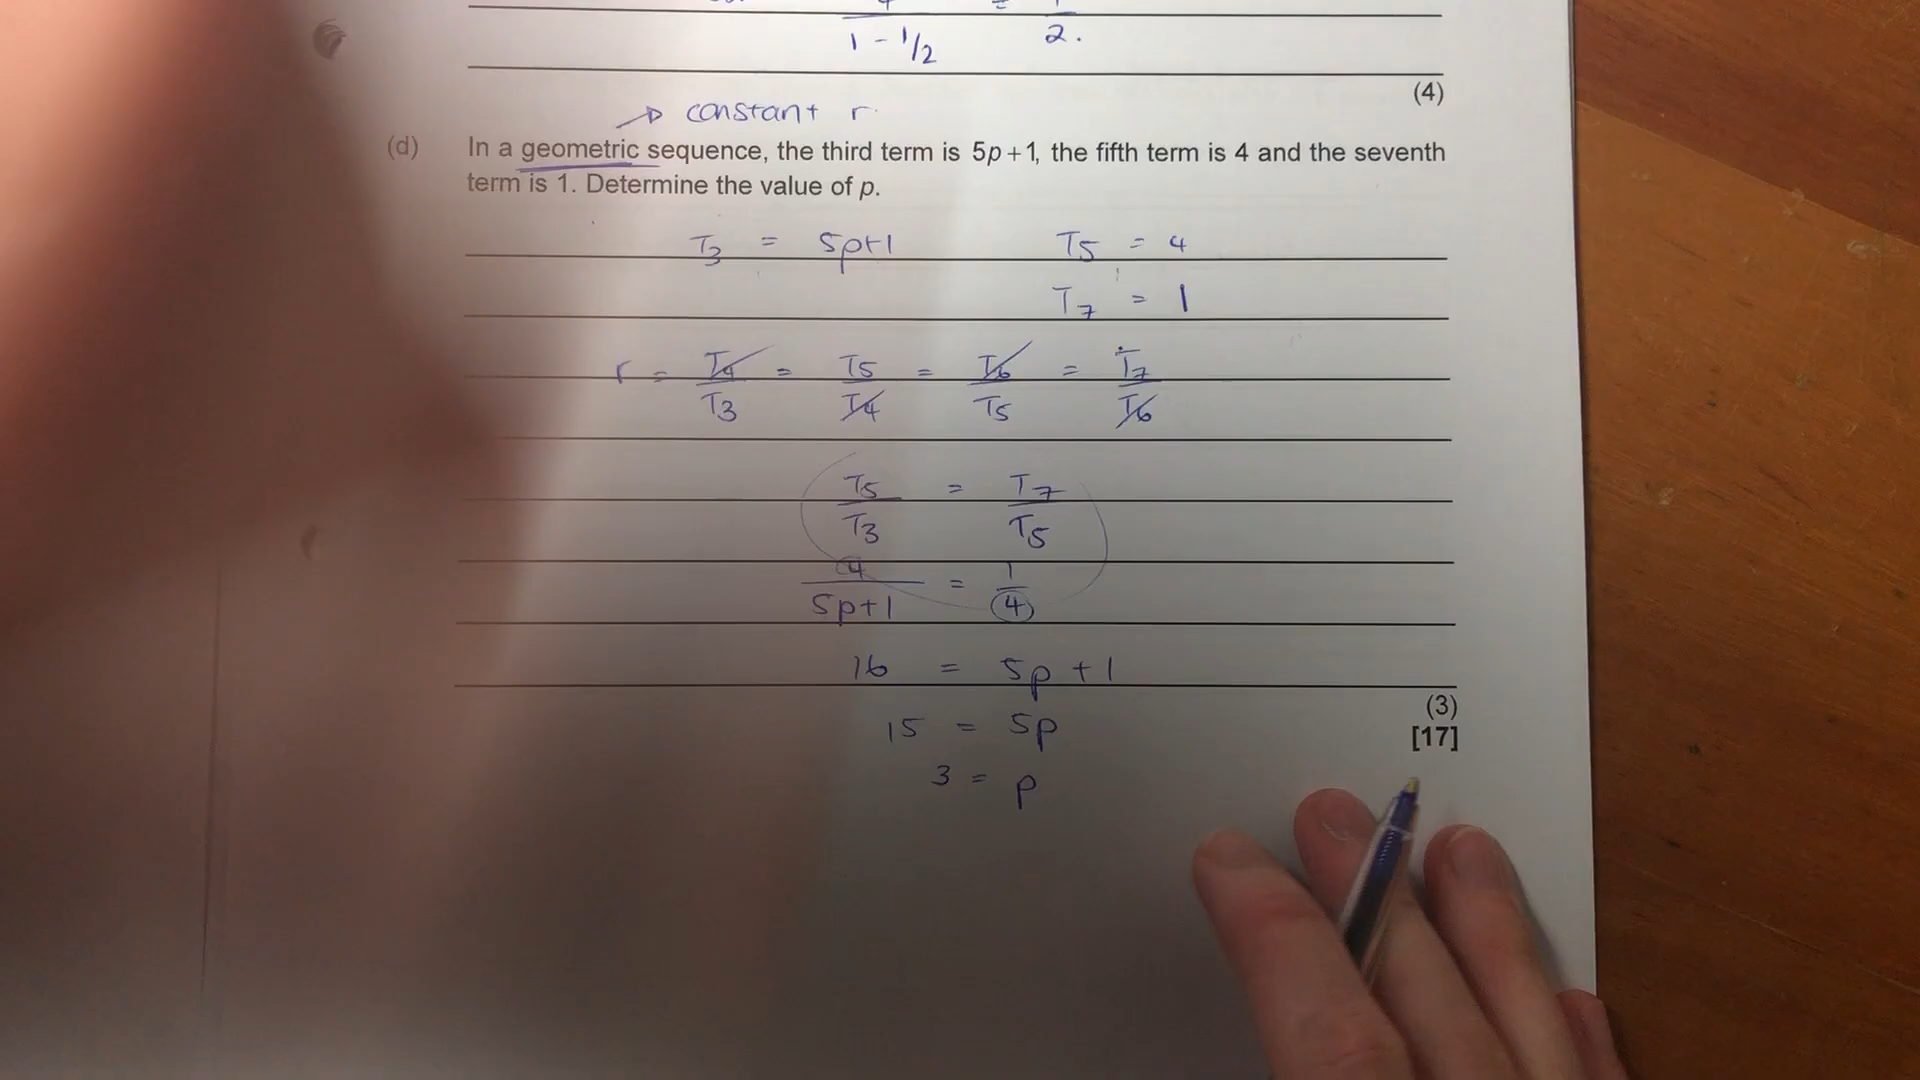 1 - 1/2 2.
(4)
constant r
(d) In a geometric sequence, the third term is 5p+1, the fifth term is 4 and the seventh
term is 1. Determine the value of p.
T3 = 5p+1 T5 = 4
T7 = 1
r = T4/T3 = T5/T4 = T6/T5 = T7/T6
T5/T3 = T7/T5
4/5p+1 = 1/4
16 = 5p + 1
(3)
15 = 5p
[17]
3 = p